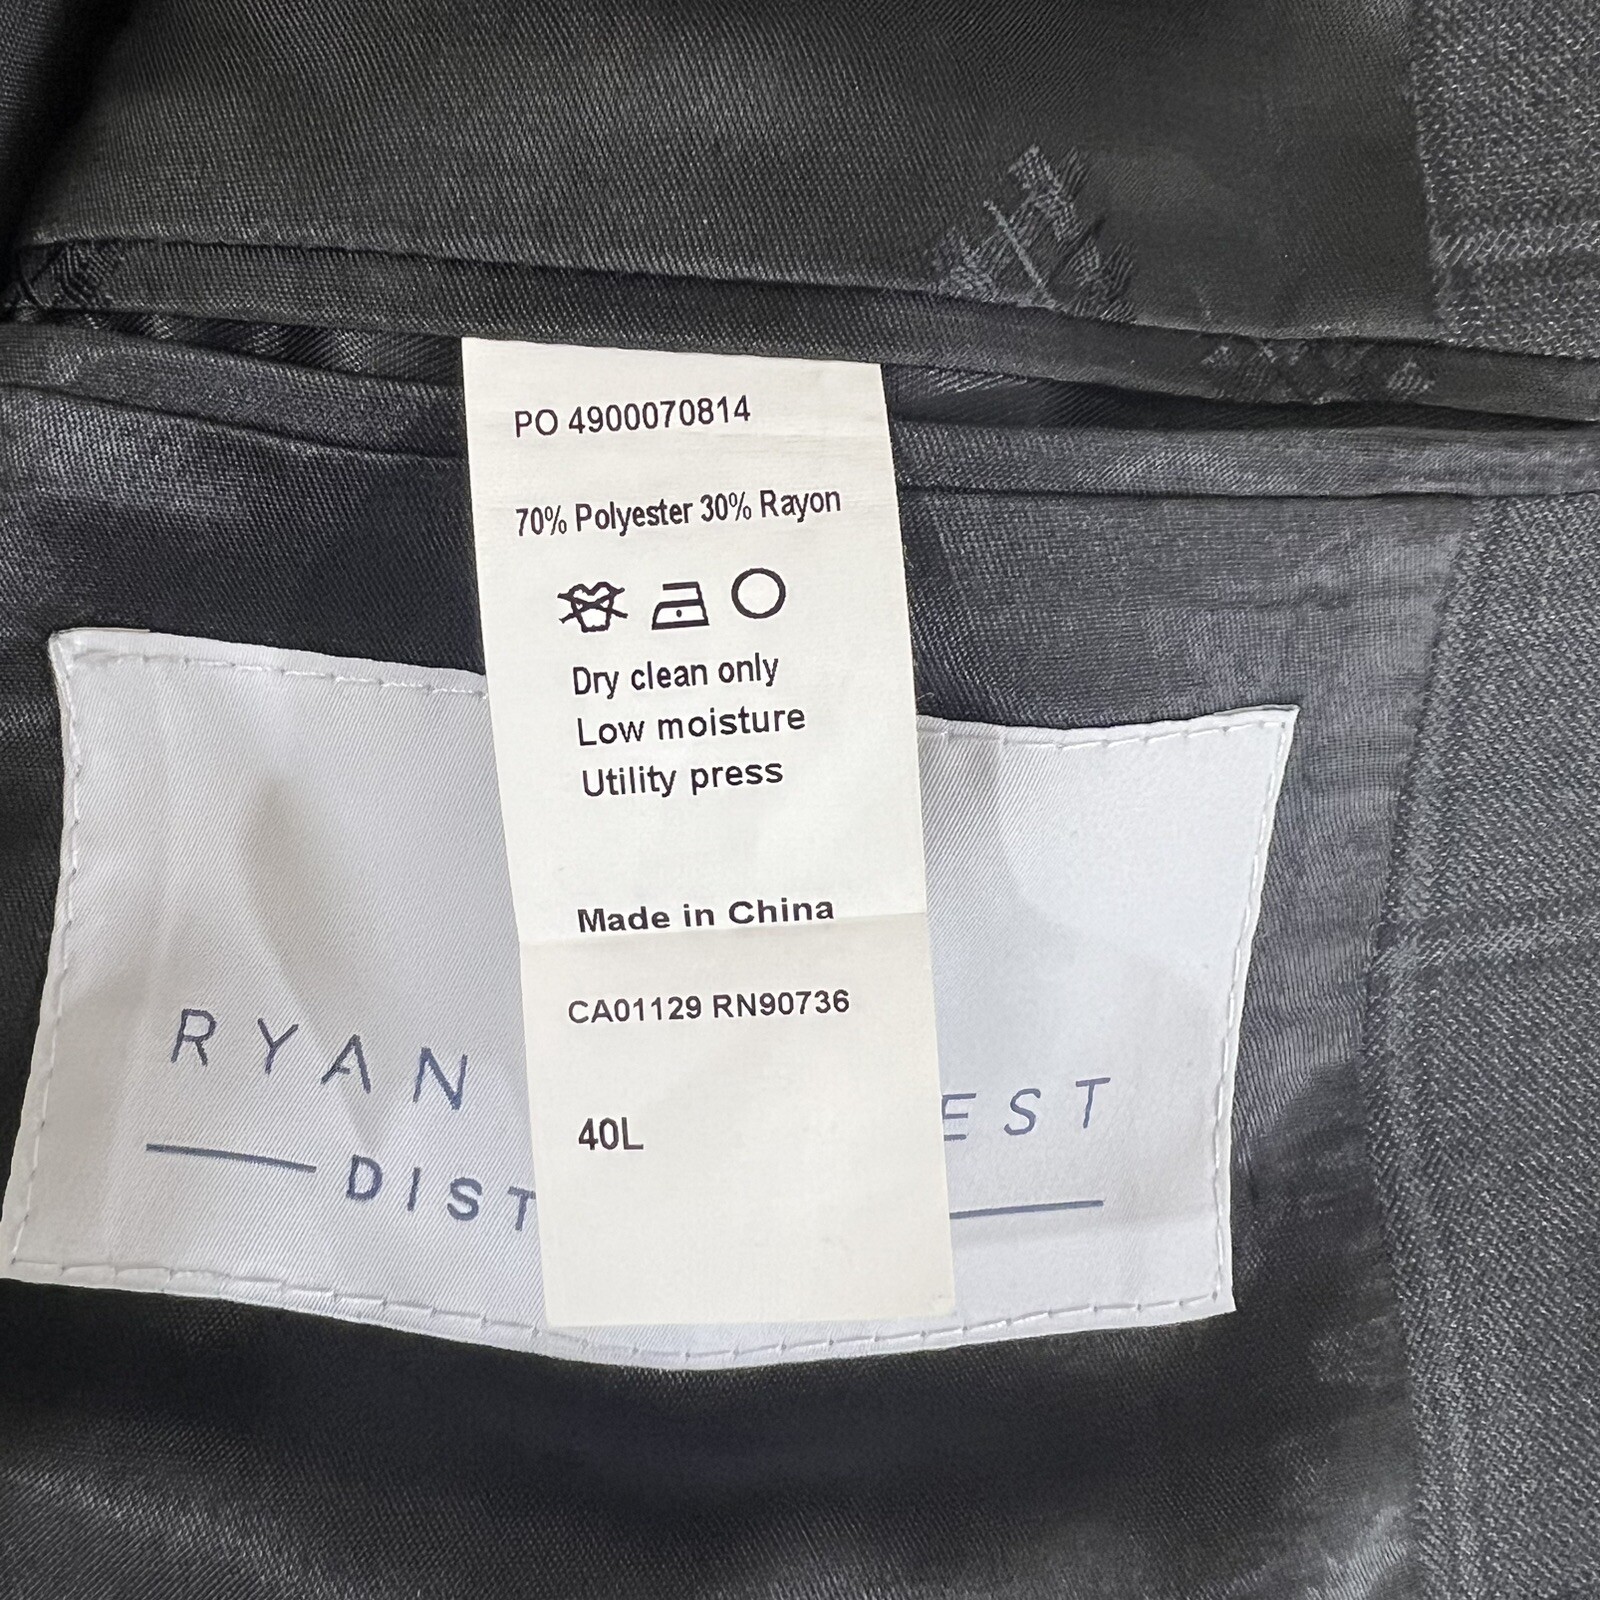 PO 4900070814
70% Polyester 30% Rayon
Dry clean only
Low moisture
Utility press
Made in China
CA01129 RN90736
40L
RYAN EST
DIST